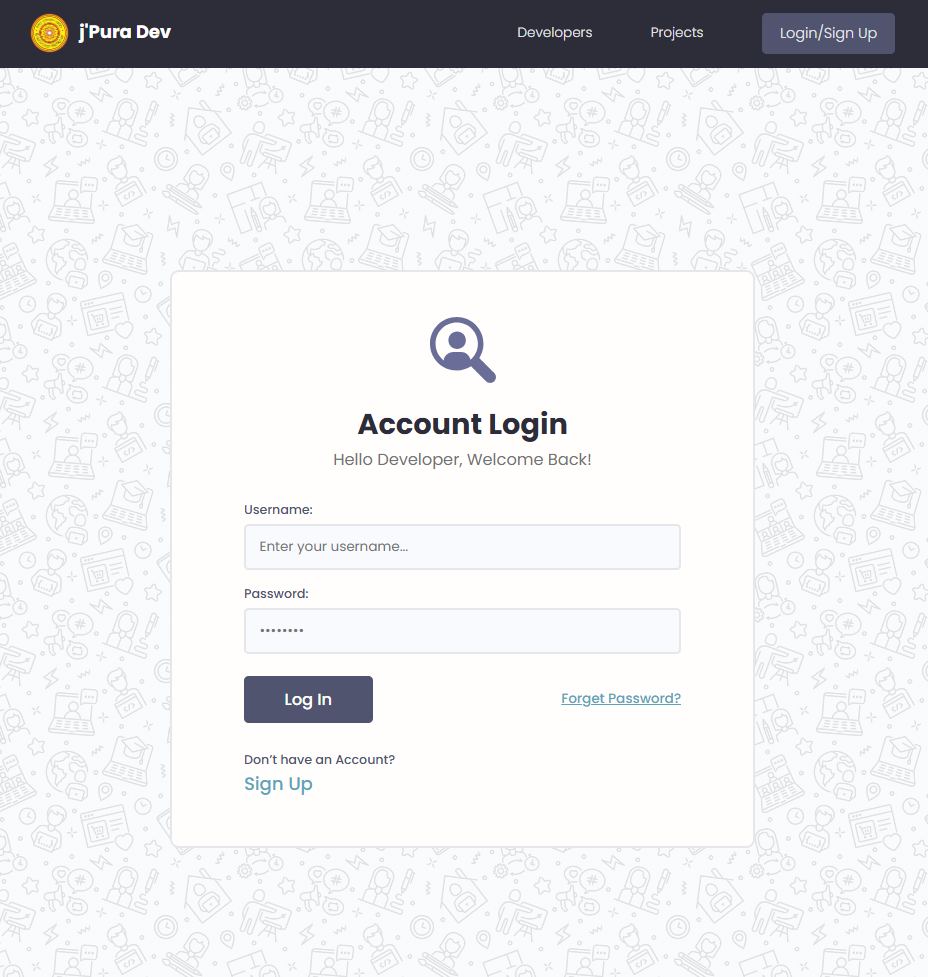 j'Pura Dev
Developers
Projects
Login/Sign Up
Account Login
Hello Developer, Welcome Back!
Username:
Enter your username...
Password:
••••••••
Log In
Forget Password?
Don’t have an Account?
Sign Up